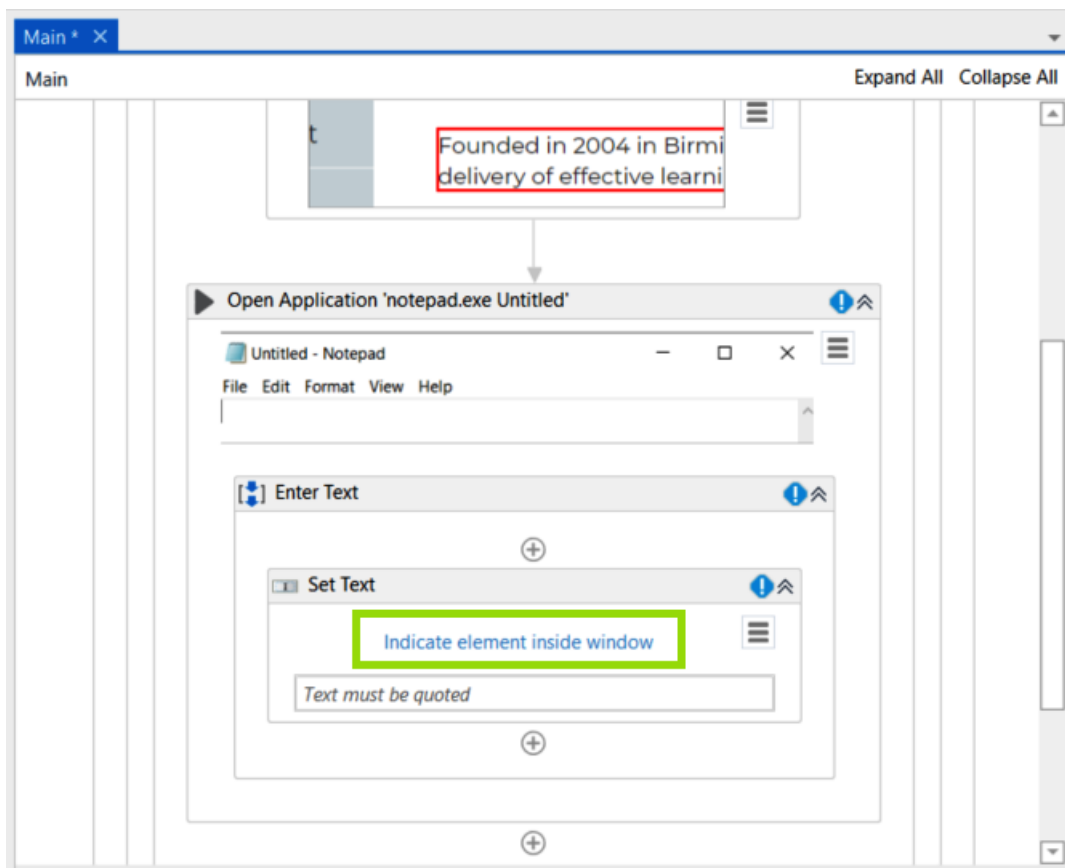 Main *
Main
Expand All Collapse All
t
Founded in 2004 in Birmi
delivery of effective learni
Open Application 'notepad.exe Untitled'
Untitled - Notepad
File Edit Format View Help
Enter Text
Set Text
Indicate element inside window
Text must be quoted